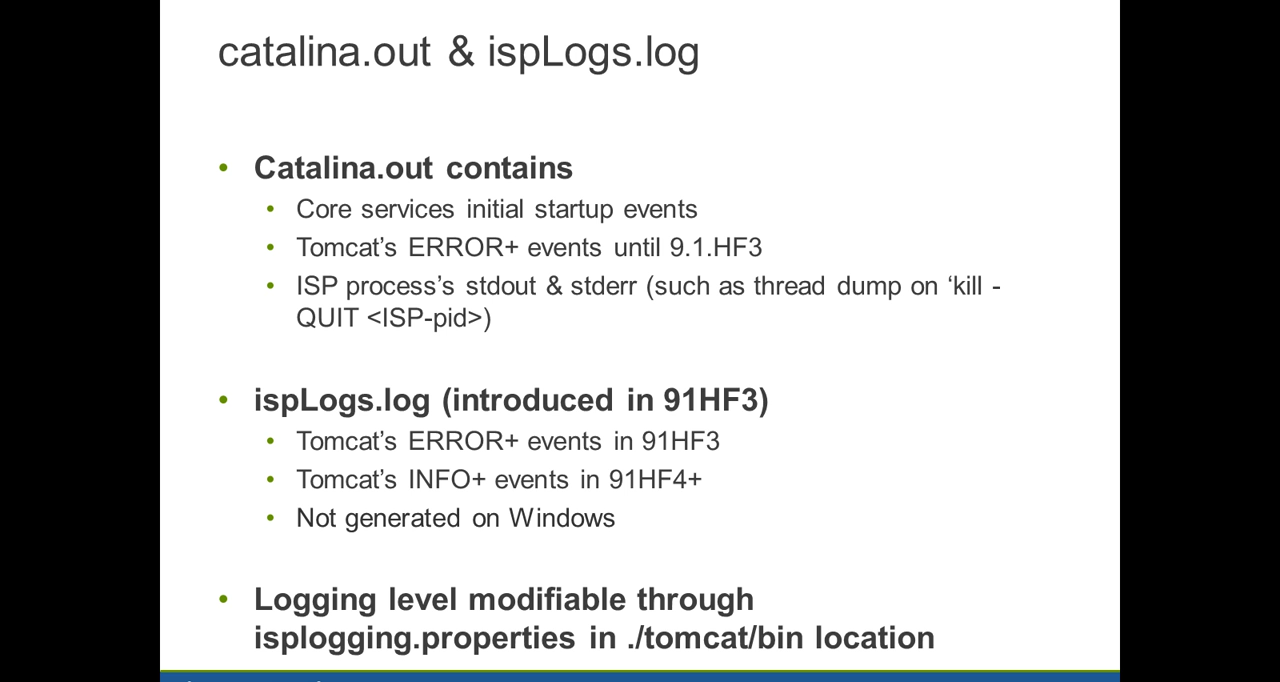 catalina.out & ispLogs.log
• Catalina.out contains
• Core services initial startup events
• Tomcat’s ERROR+ events until 9.1.HF3
• ISP process’s stdout & stderr (such as thread dump on ‘kill -
QUIT <ISP-pid>)
• ispLogs.log (introduced in 91HF3)
• Tomcat’s ERROR+ events in 91HF3
• Tomcat’s INFO+ events in 91HF4+
• Not generated on Windows
• Logging level modifiable through
isplogging.properties in ./tomcat/bin location